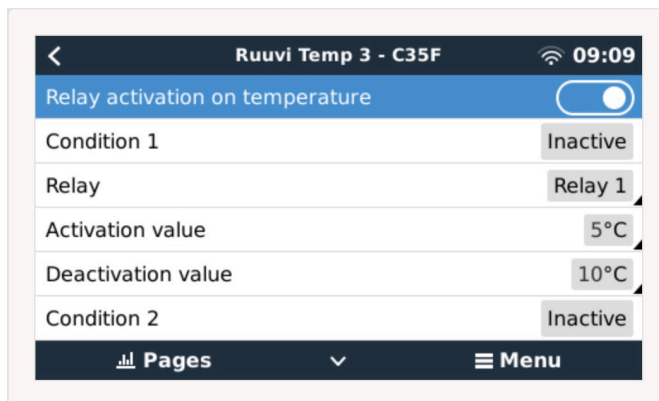 Ruuvi Temp 3 - C35F 09:09
Relay activation on temperature
Condition 1 Inactive
Relay Relay 1
Activation value 5°C
Deactivation value 10°C
Condition 2 Inactive
Pages Menu